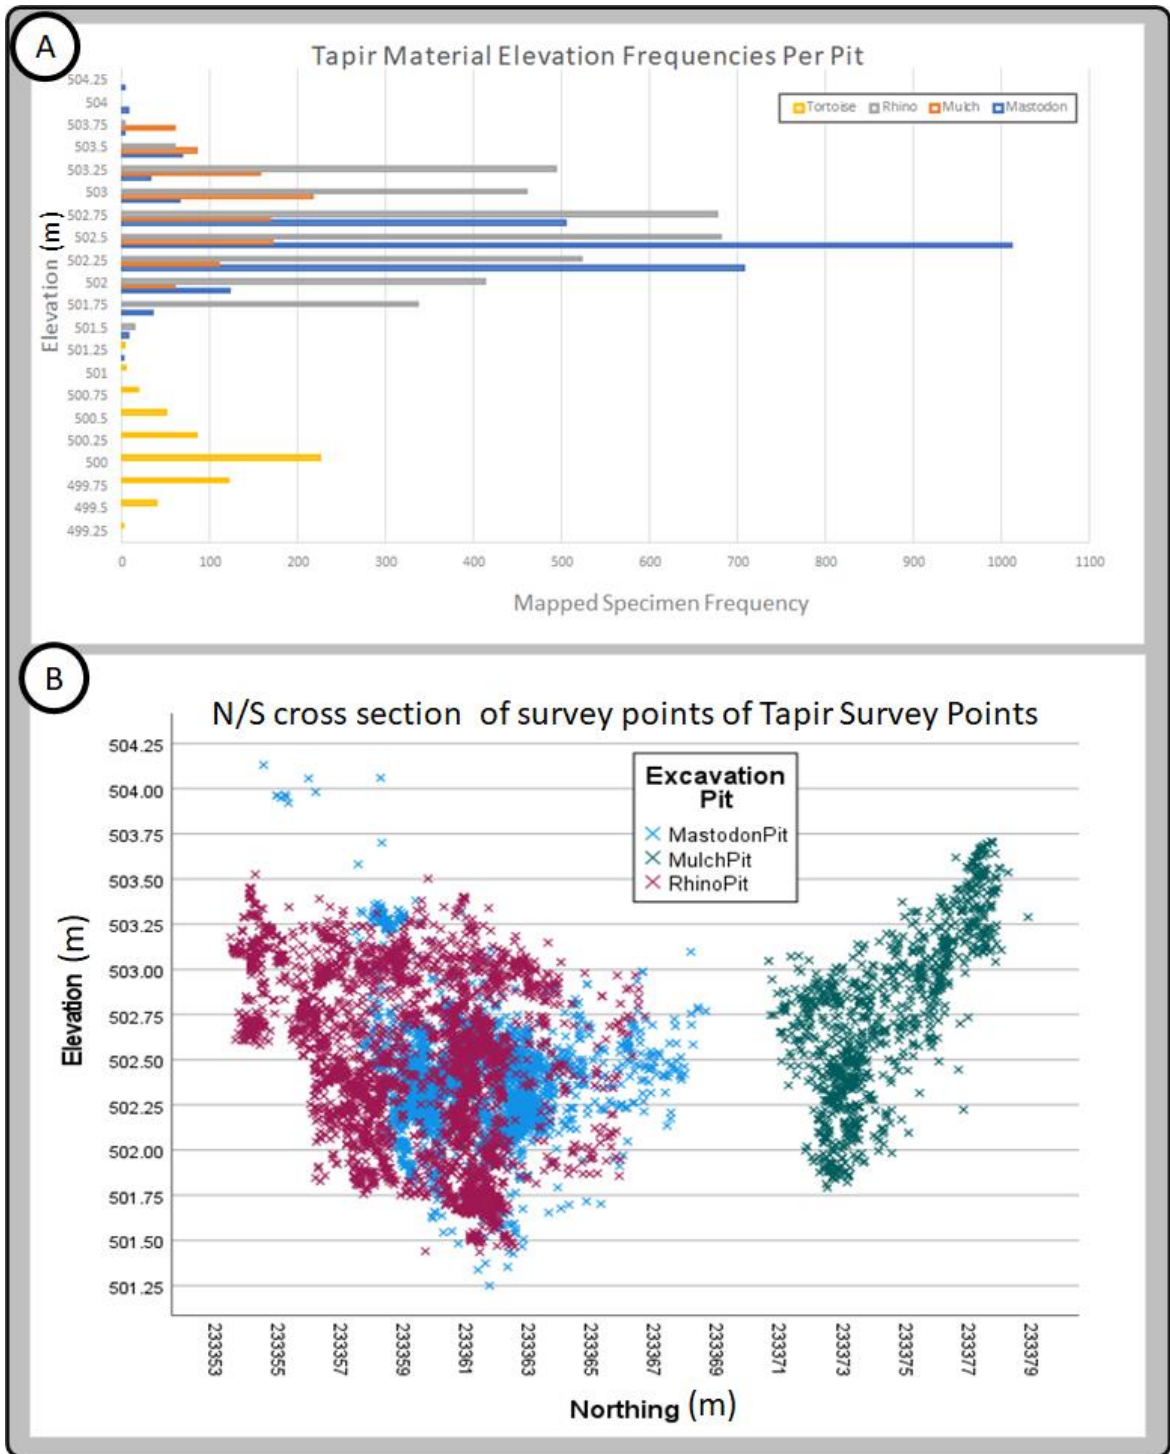 A
Tapir Material Elevation Frequencies Per Pit
Tortoise Rhino Mulch Mastodon
504.25
504
503.75
503.5
503.25
503
502.75
502.5
502.25
502
501.75
501.5
501.25
501
500.75
500.5
500.25
500
499.75
499.5
499.25
Elevation (m)
0 100 200 300 400 500 600 700 800 900 1000 1100
Mapped Specimen Frequency
B
N/S cross section of survey points of Tapir Survey Points
Excavation
Pit
MastodonPit
MulchPit
RhinoPit
504.25
504.00
503.75
503.50
503.25
503.00
502.75
502.50
502.25
502.00
501.75
501.50
501.25
Elevation (m)
233353 233355 233357 233359 233361 233363 233365 233367 233369 233371 233373 233375 233377 233379
Northing (m)